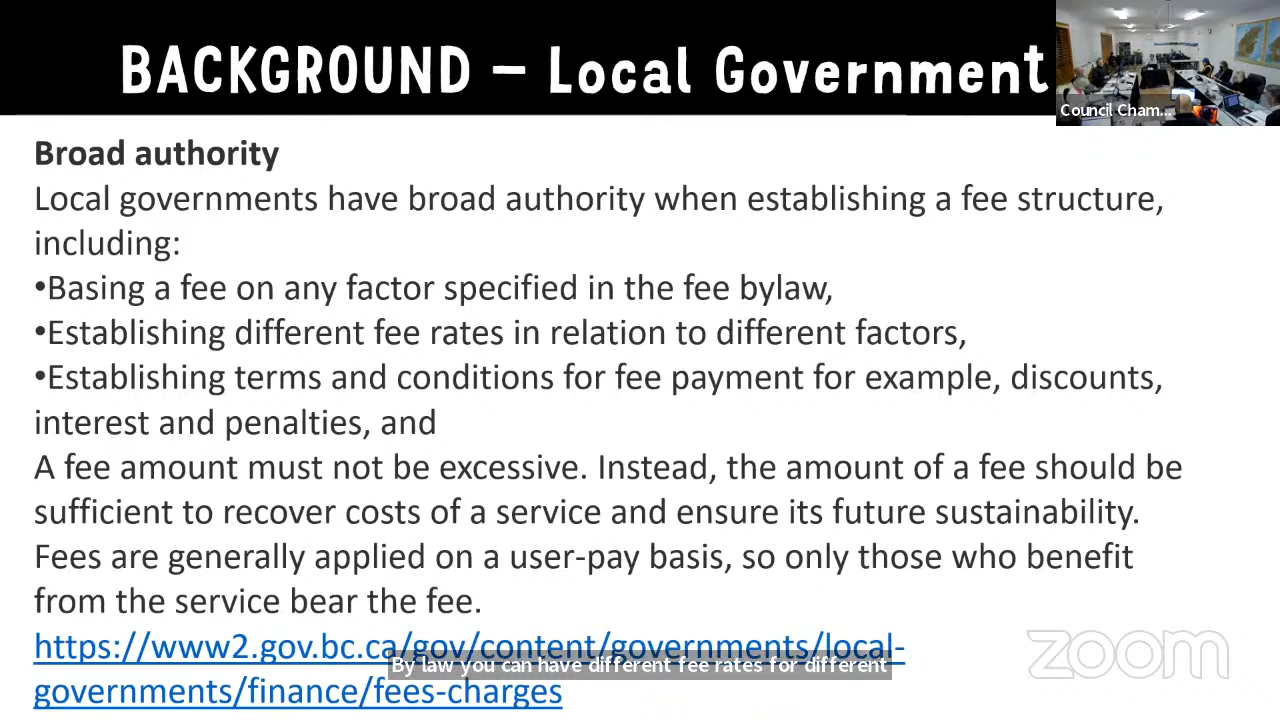 BACKGROUND – Local Government
Council Cham...
Broad authority
Local governments have broad authority when establishing a fee structure,
including:
•Basing a fee on any factor specified in the fee bylaw,
•Establishing different fee rates in relation to different factors,
•Establishing terms and conditions for fee payment for example, discounts,
interest and penalties, and
A fee amount must not be excessive. Instead, the amount of a fee should be
sufficient to recover costs of a service and ensure its future sustainability.
Fees are generally applied on a user-pay basis, so only those who benefit
from the service bear the fee.
https://www2.gov.bc.ca/gov/content/governments/local-
By law you can have different fee rates for different
governments/finance/fees-charges
zoom